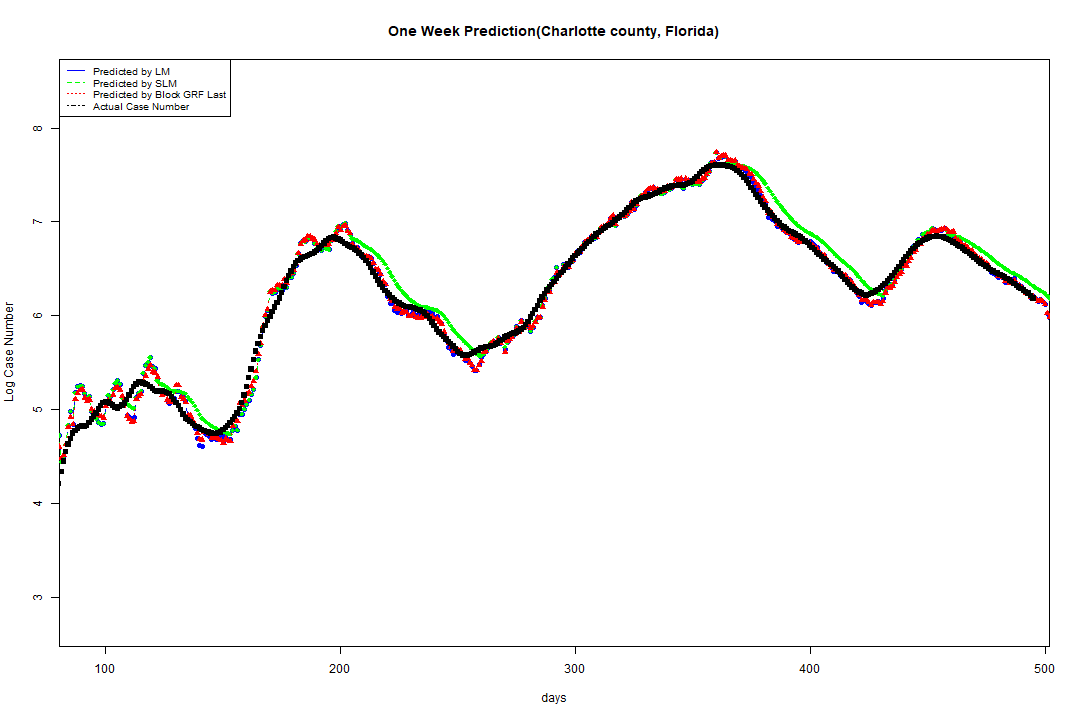 One Week Prediction(Charlotte county, Florida)
Predicted by LM
Predicted by SLM
Predicted by Block GRF Last
Actual Case Number
8
7
6
5
4
3
Log Case Number
100 200 300 400 500
days